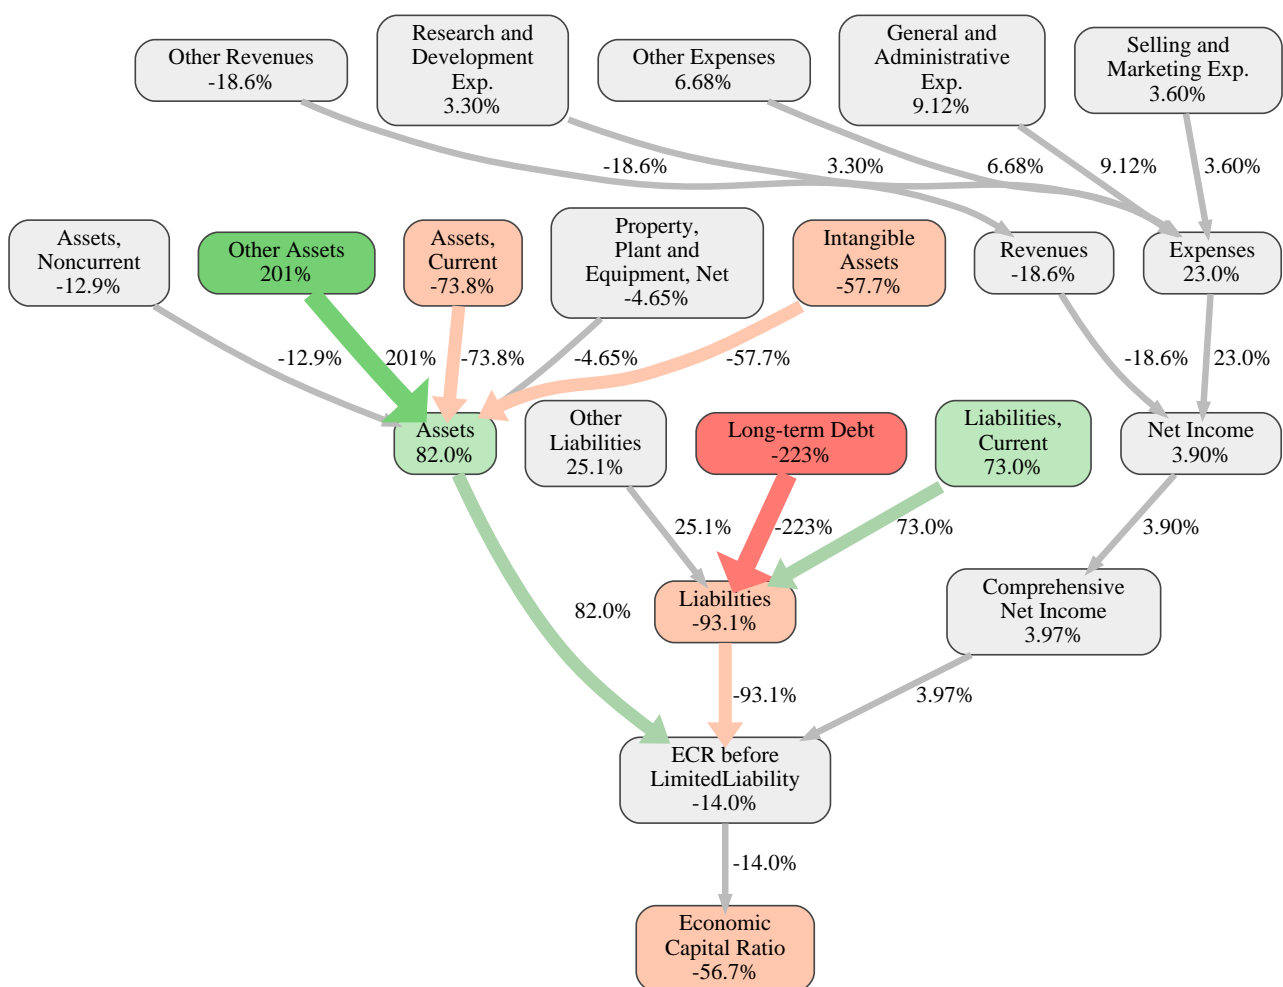 Other Revenues
-18.6%
Research and
Development
Exp.
3.30%
Other Expenses
6.68%
General and
Administrative
Exp.
9.12%
Selling and
Marketing Exp.
3.60%
-18.6%
3.30%
6.68%
9.12%
3.60%
Assets,
Noncurrent
-12.9%
Other Assets
201%
Assets,
Current
-73.8%
Property,
Plant and
Equipment, Net
-4.65%
Intangible
Assets
-57.7%
Revenues
-18.6%
Expenses
23.0%
-12.9%
201%
-73.8%
-4.65%
-57.7%
-18.6%
23.0%
Assets
82.0%
Other
Liabilities
25.1%
Long-term Debt
-223%
Liabilities,
Current
73.0%
Net Income
3.90%
25.1%
-223%
73.0%
3.90%
82.0%
Liabilities
-93.1%
Comprehensive
Net Income
3.97%
-93.1%
3.97%
ECR before
LimitedLiability
-14.0%
-14.0%
Economic
Capital Ratio
-56.7%